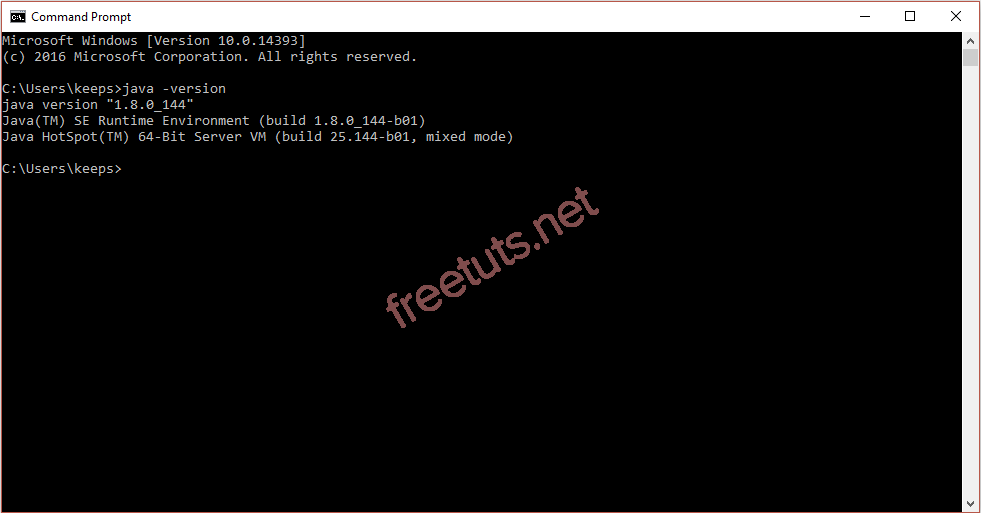 Command Prompt
Microsoft Windows [Version 10.0.14393]
(c) 2016 Microsoft Corporation. All rights reserved.
C:\Users\keeps>java -version
java version "1.8.0_144"
Java(TM) SE Runtime Environment (build 1.8.0_144-b01)
Java HotSpot(TM) 64-Bit Server VM (build 25.144-b01, mixed mode)
C:\Users\keeps>
freetuts.net